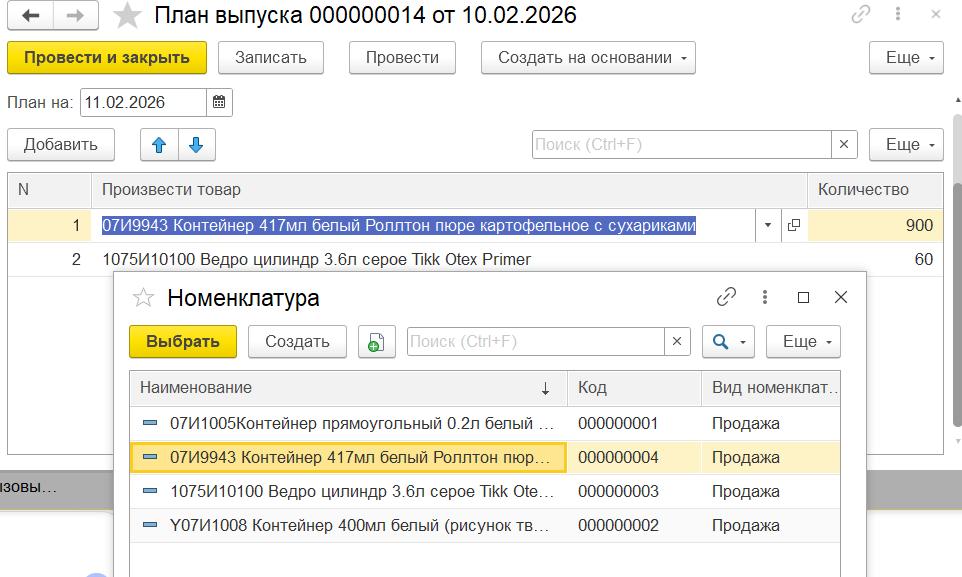 План выпуска 000000014 от 10.02.2026
Провести и закрыть Записать Провести Создать на основании Еще
План на: 11.02.2026
Добавить Поиск (Ctrl+F) Еще
N Произвести товар Количество
1 07И9943 Контейнер 417мл белый Роллтон пюре картофельное с сухариками 900
2 1075И10100 Ведро цилиндр 3.6л серое Tikk Otex Primer 60
Номенклатура
Выбрать Создать Поиск (Ctrl+F) Еще
Наименование Код Вид номенклат...
07И1005Контейнер прямоугольный 0.2л белый ... 000000001 Продажа
07И9943 Контейнер 417мл белый Роллтон пюр... 000000004 Продажа
1075И10100 Ведро цилиндр 3.6л серое Tikk Ote... 000000003 Продажа
Y07И1008 Контейнер 400мл белый (рисунок тв... 000000002 Продажа